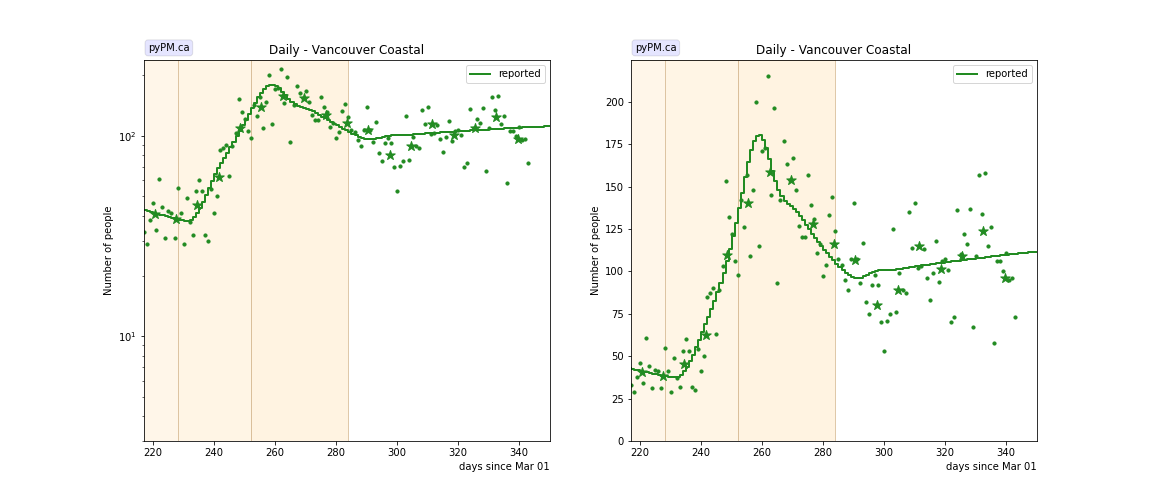 pyPM.ca
Daily - Vancouver Coastal
reported
Number of people
10²
10¹
220 240 260 280 300 320 340
days since Mar 01
pyPM.ca
Daily - Vancouver Coastal
reported
Number of people
200
175
150
125
100
75
50
25
0
220 240 260 280 300 320 340
days since Mar 01